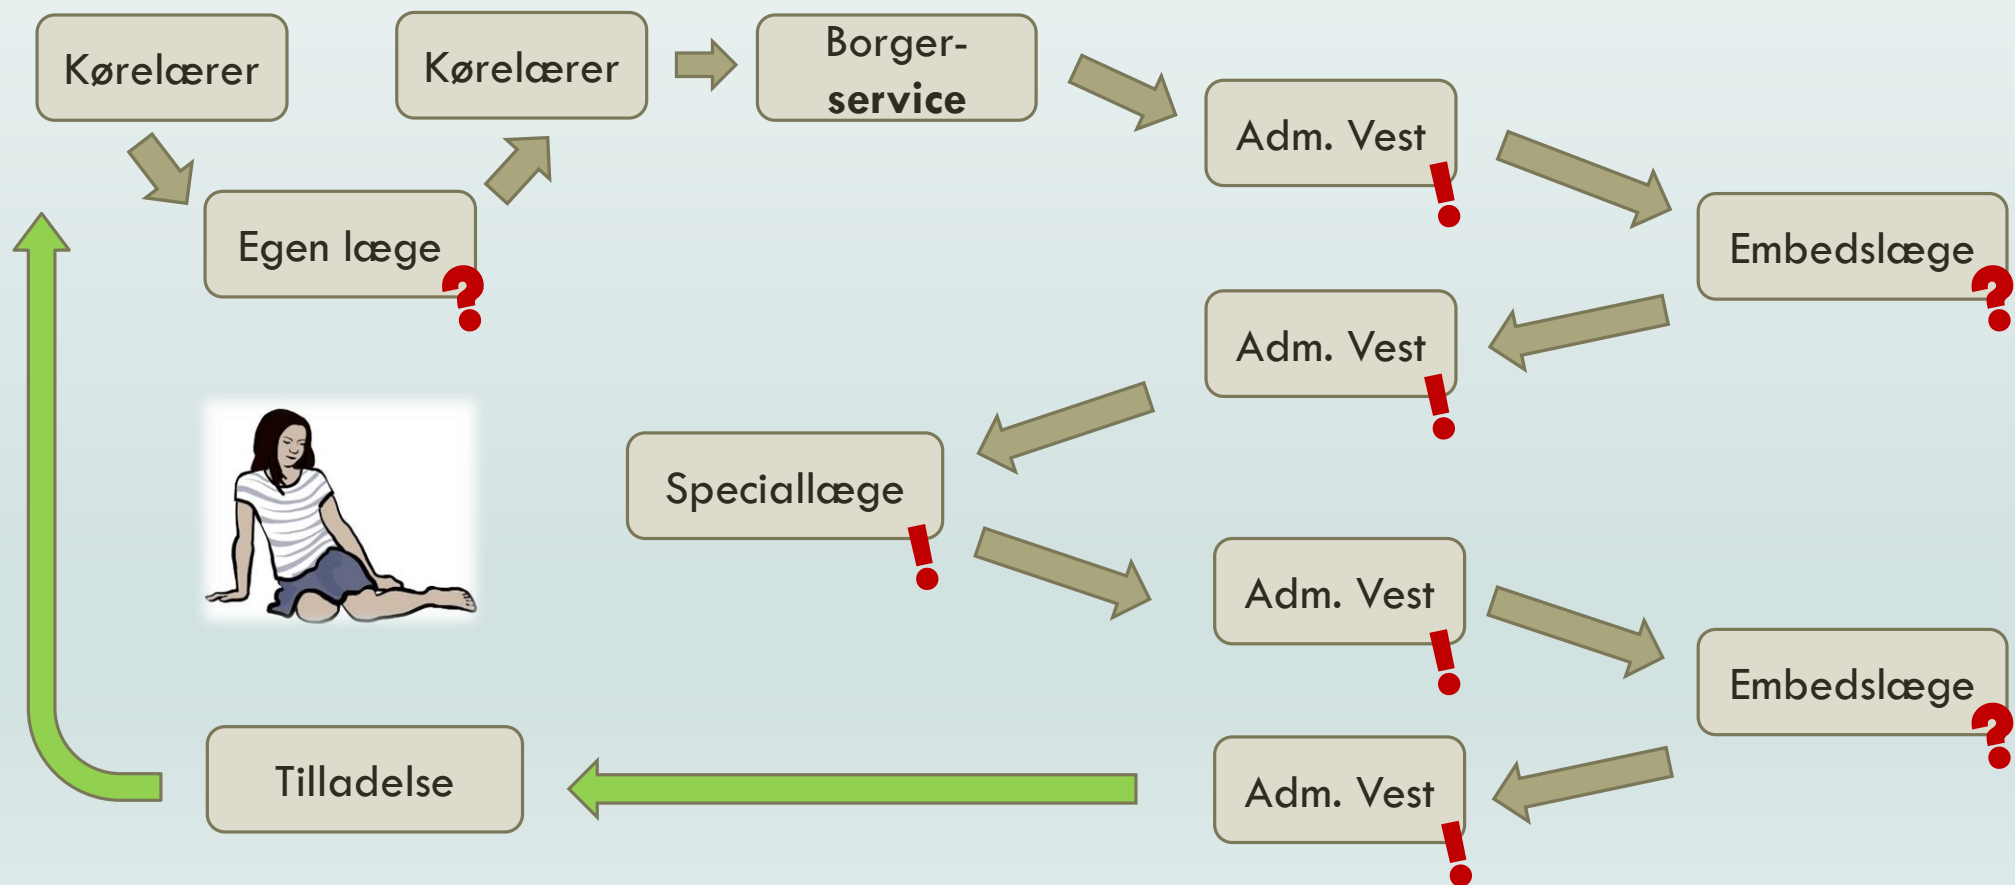 Kørelærer
Kørelærer
Borger-
service
Adm. Vest
!
Egen læge
?
Embedslæge
?
Adm. Vest
!
Speciallæge
!
Adm. Vest
!
Embedslæge
?
Adm. Vest
!
Tilladelse